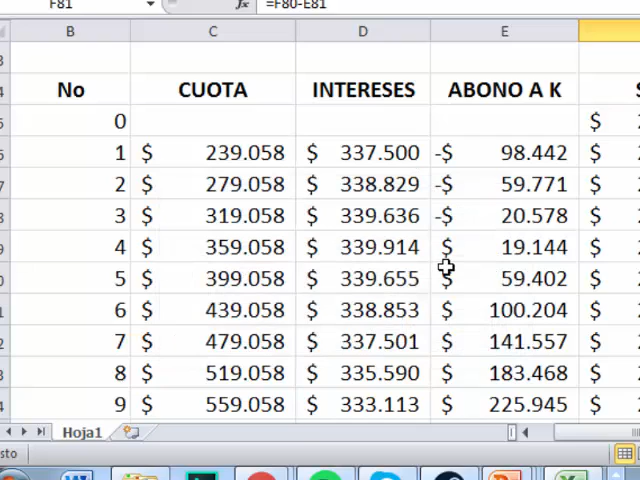 F81 fx =F80-E81
B C D E
No CUOTA INTERESES ABONO A K
0 $
1 $ 239.058 $ 337.500 -$ 98.442 $
2 $ 279.058 $ 338.829 -$ 59.771 $
3 $ 319.058 $ 339.636 -$ 20.578 $
4 $ 359.058 $ 339.914 $ 19.144 $
5 $ 399.058 $ 339.655 $ 59.402 $
6 $ 439.058 $ 338.853 $ 100.204 $
7 $ 479.058 $ 337.501 $ 141.557 $
8 $ 519.058 $ 335.590 $ 183.468 $
9 $ 559.058 $ 333.113 $ 225.945 $
Hoja1
sto